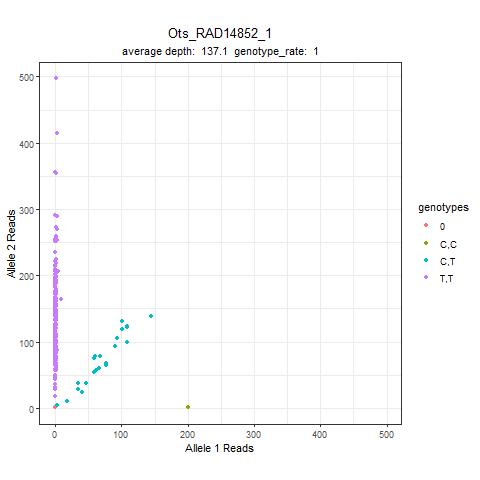 Ots_RAD14852_1
average depth: 137.1 genotype_rate: 1
500
400
300
200
100
0
Allele 2 Reads
0 100 200 300 400 500
Allele 1 Reads
genotypes
0
C,C
C,T
T,T